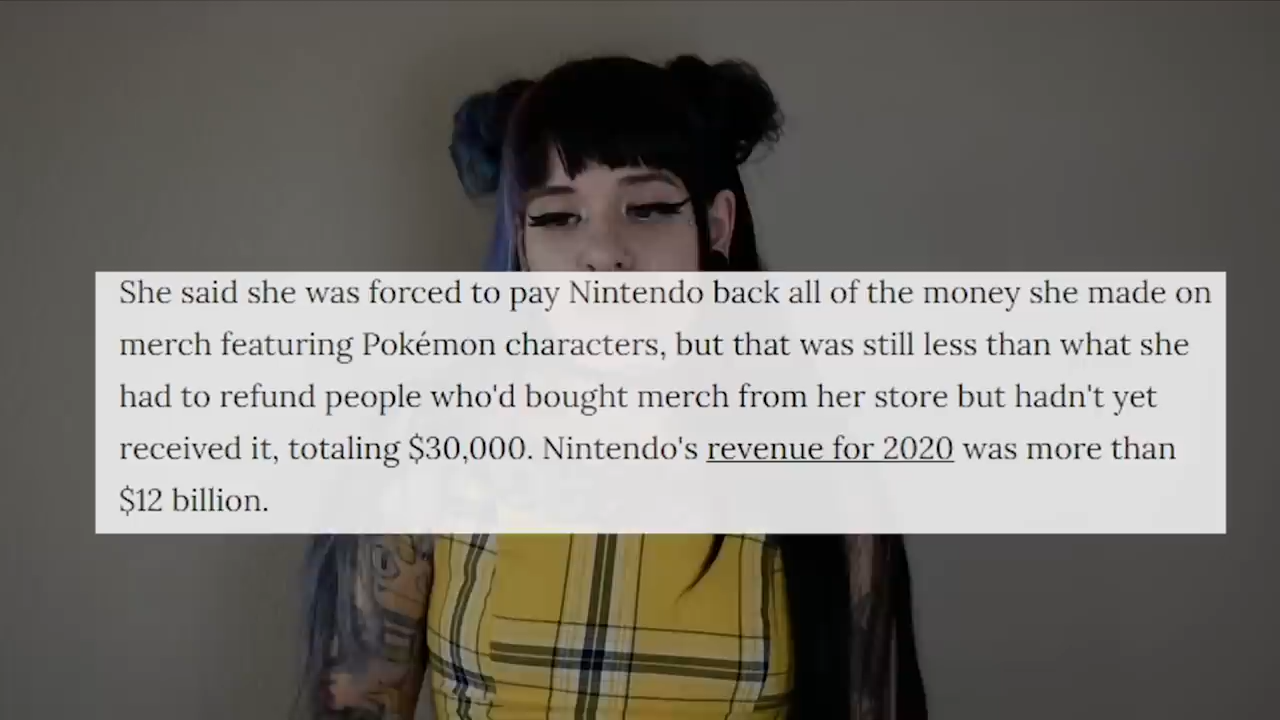 She said she was forced to pay Nintendo back all of the money she made on
merch featuring Pokémon characters, but that was still less than what she
had to refund people who'd bought merch from her store but hadn't yet
received it, totaling $30,000. Nintendo's revenue for 2020 was more than
$12 billion.